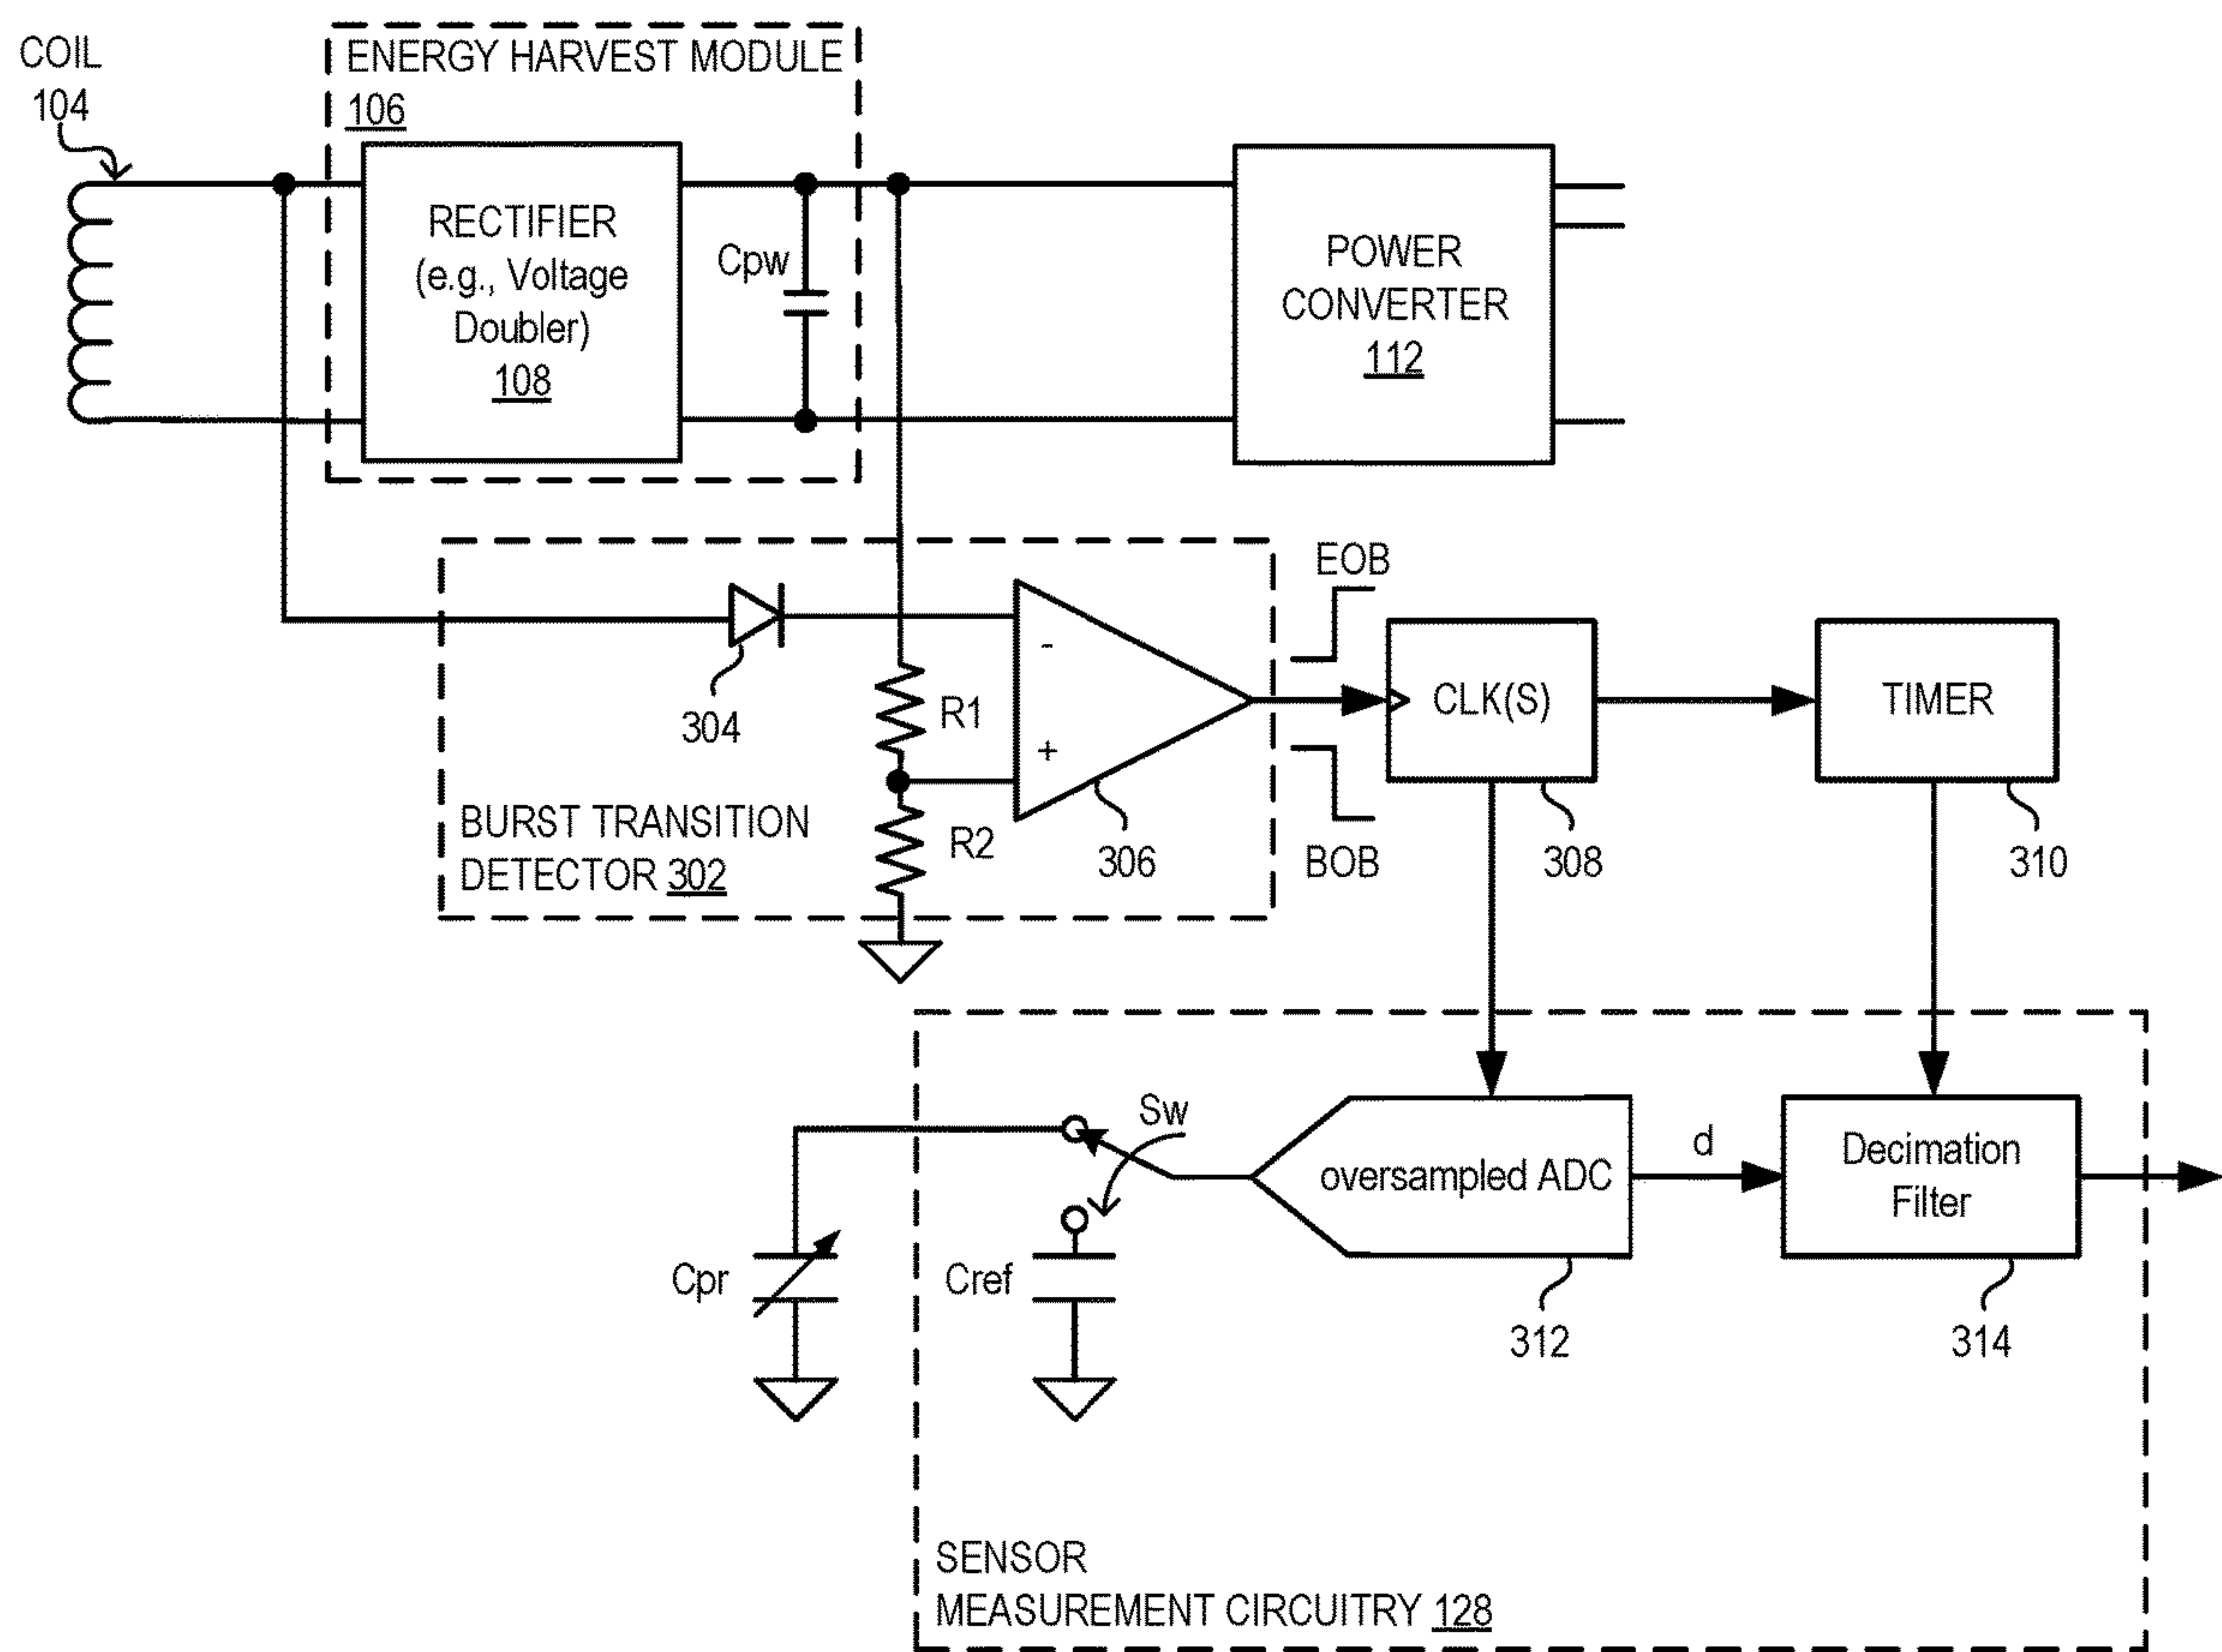 COIL
104
ENERGY HARVEST MODULE
106
RECTIFIER
(e.g., Voltage
Doubler)
108
Cpw
POWER
CONVERTER
112
304
R1
R2
-
+
306
BURST TRANSITION
DETECTOR 302
EOB
BOB
CLK(S)
308
TIMER
310
Sw
Cpr
Cref
oversampled ADC
312
d
Decimation
Filter
314
SENSOR
MEASUREMENT CIRCUITRY 128